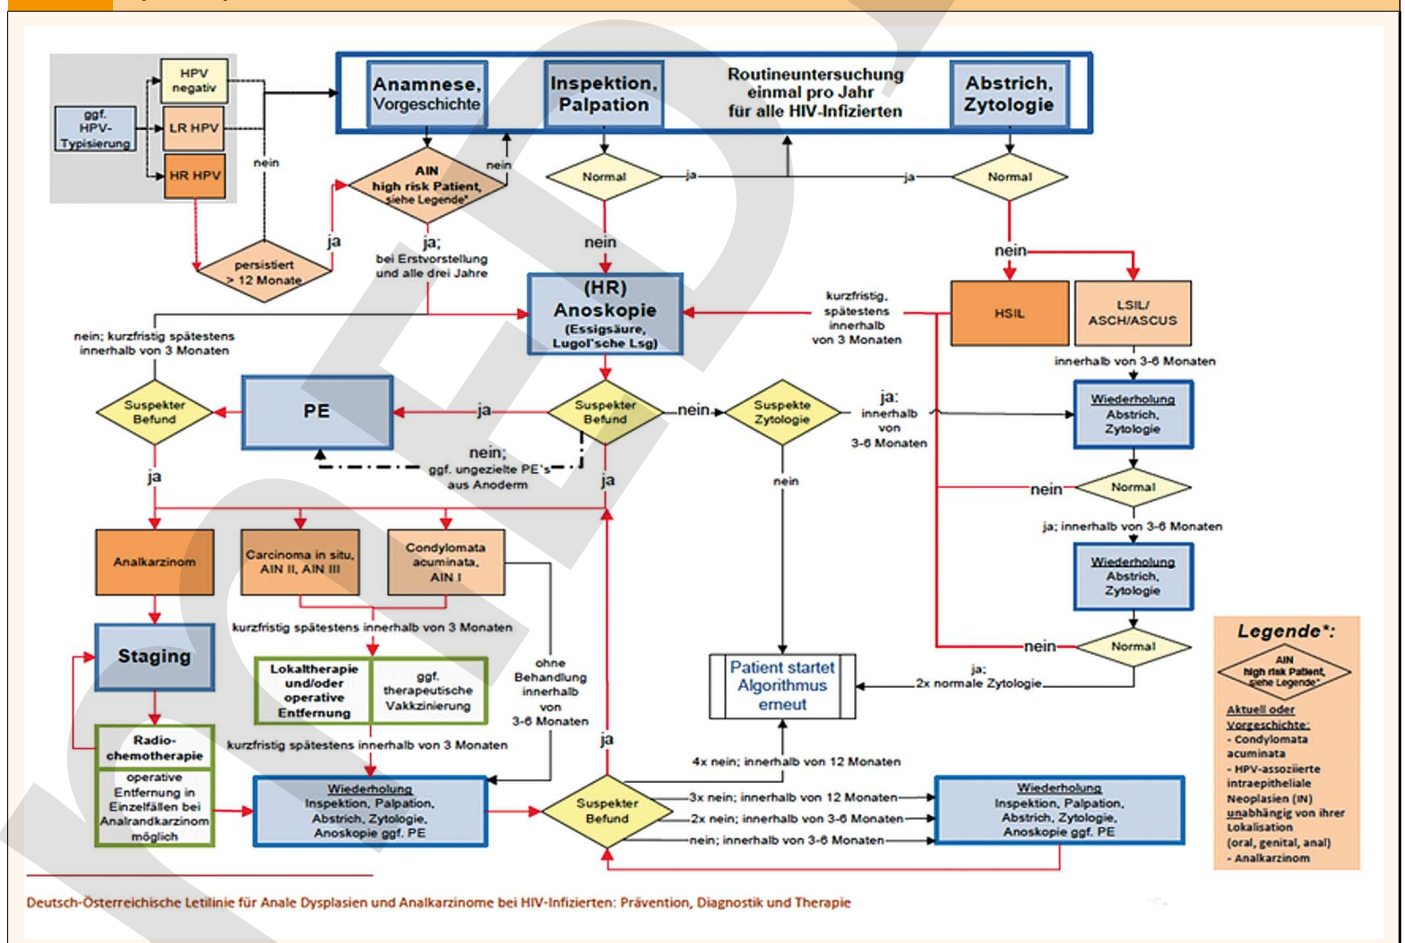 HPV
negativ
ggf.
HPV-
Typisierung
LR HPV
HR HPV
nein
persistiert
> 12 Monate
ja
Anamnese,
Vorgeschichte
Inspektion,
Palpation
Routineuntersuchung
einmal pro Jahr
für alle HIV-Infizierten
Abstrich,
Zytologie
AIN
high risk Patient,
siehe Legende*
nein
Normal
ja
ja
Normal
ja;
bei Erstvorstellung
und alle drei Jahre
nein
nein
(HR)
Anoskopie
(Essigsäure,
Lugol'sche Lsg)
kurzfristig,
spätestens
innerhalb
von 3 Monaten
HSIL
LSIL/
ASCH/ASCUS
innerhalb von 3-6 Monaten
nein; kurzfristig spätestens
innerhalb von 3 Monaten
Suspekter
Befund
PE
ja
Suspekter
Befund
nein
Suspekte
Zytologie
ja:
innerhalb
von
3-6 Monaten
Wiederholung
Abstrich,
Zytologie
nein;
ggf. ungezielte PE's
aus Anoderm
ja
ja
nein
nein
Normal
ja; innerhalb von 3-6 Monaten
Analkarzinom
Carcinoma in situ,
AIN II, AIN III
Condylomata
acuminata,
AIN I
Wiederholung
Abstrich,
Zytologie
kurzfristig spätestens innerhalb von 3 Monaten
Staging
Lokaltherapie
und/oder
operative
Entfernung
ggf.
therapeutische
Vakkzinierung
ohne
Behandlung
innerhalb
von
3-6 Monaten
Patient startet
Algorithmus
erneut
nein
Normal
ja;
2x normale Zytologie
Radio-
chemotherapie
operative
Entfernung in
Einzelfällen bei
Analrandkarzinom
möglich
kurzfristig spätestens innerhalb von 3 Monaten
ja
Wiederholung
Inspektion, Palpation,
Abstrich, Zytologie,
Anoskopie ggf. PE
Suspekter
Befund
4x nein; innerhalb von 12 Monaten
3x nein; innerhalb von 12 Monaten
2x nein; innerhalb von 3-6 Monaten
nein; innerhalb von 3-6 Monaten
Wiederholung
Inspektion, Palpation,
Abstrich, Zytologie,
Anoskopie ggf. PE
Legende*:
AIN
high risk Patient,
siehe Legende*
Aktuell oder
Vorgeschichte:
- Condylomata
acuminata
- HPV-assoziierte
intraepitheliale
Neoplasien (IN)
unabhängig von ihrer
Lokalisation
(oral, genital, anal)
- Analkarzinom
Deutsch-Österreichische Letilinie für Anale Dysplasien und Analkarzinome bei HIV-Infizierten: Prävention, Diagnostik und Therapie